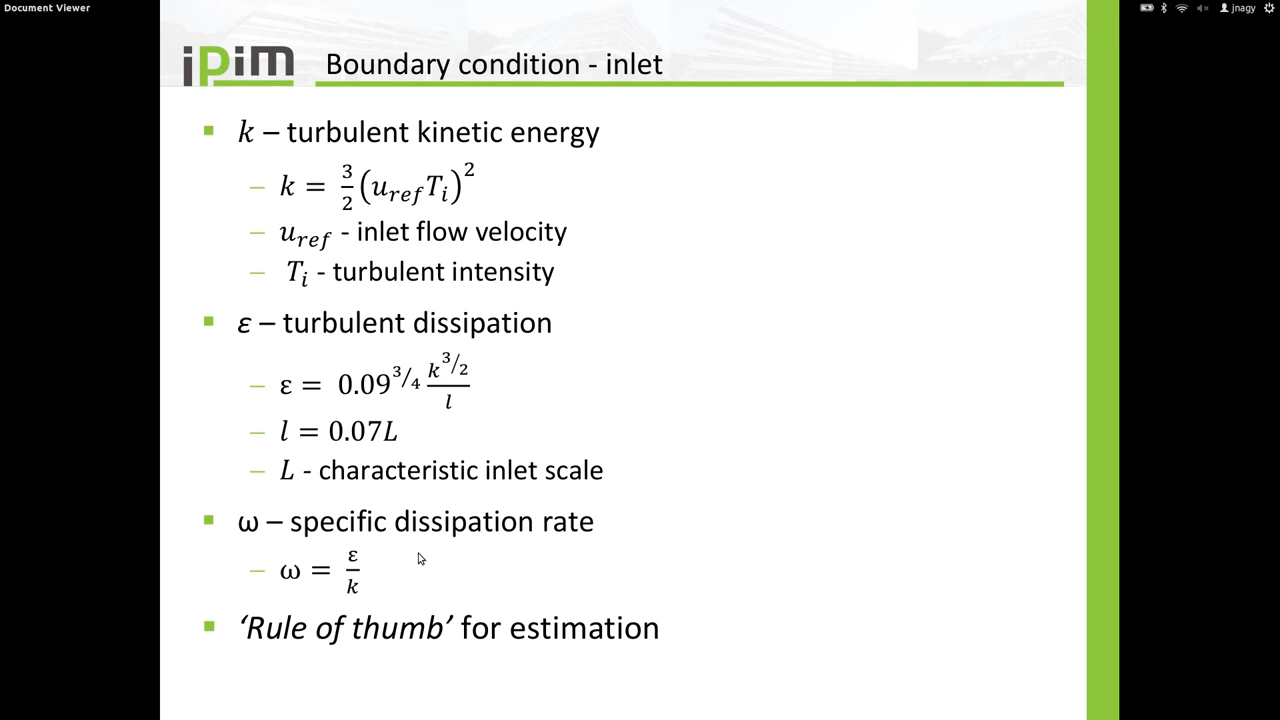 Document Viewer
jnagy
ipim
Boundary condition - inlet
k – turbulent kinetic energy
– k = 3/2 (u_ref T_i)^2
– u_ref - inlet flow velocity
– T_i - turbulent intensity
ε – turbulent dissipation
– ε = 0.09^(3/4) k^(3/2)/l
– l = 0.07L
– L - characteristic inlet scale
ω – specific dissipation rate
– ω = ε/k
‘Rule of thumb’ for estimation